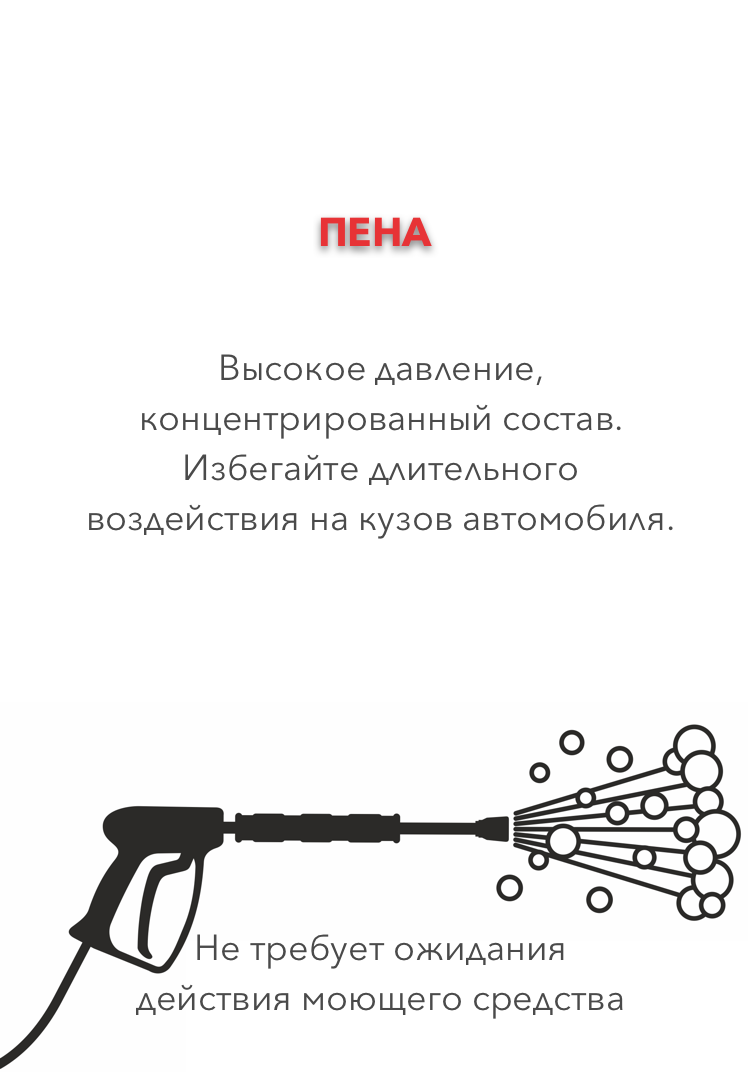 ПЕНА
Высокое давление,
концентрированный состав.
Избегайте длительного
воздействия на кузов автомобиля.
Не требует ожидания
действия моющего средства